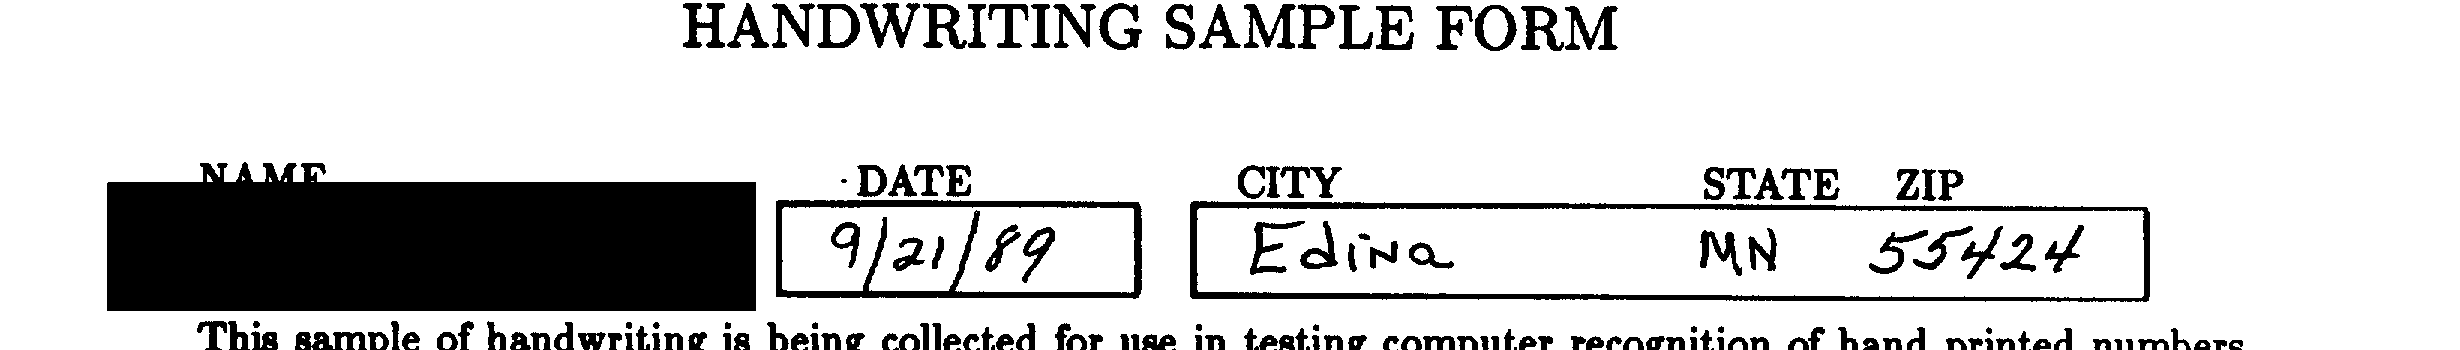 HANDWRITING SAMPLE FORM
NAME DATE CITY STATE ZIP
9/21/89 Edina MN 55424
This sample of handwriting is being collected for use in testing computer recognition of hand printed numbers